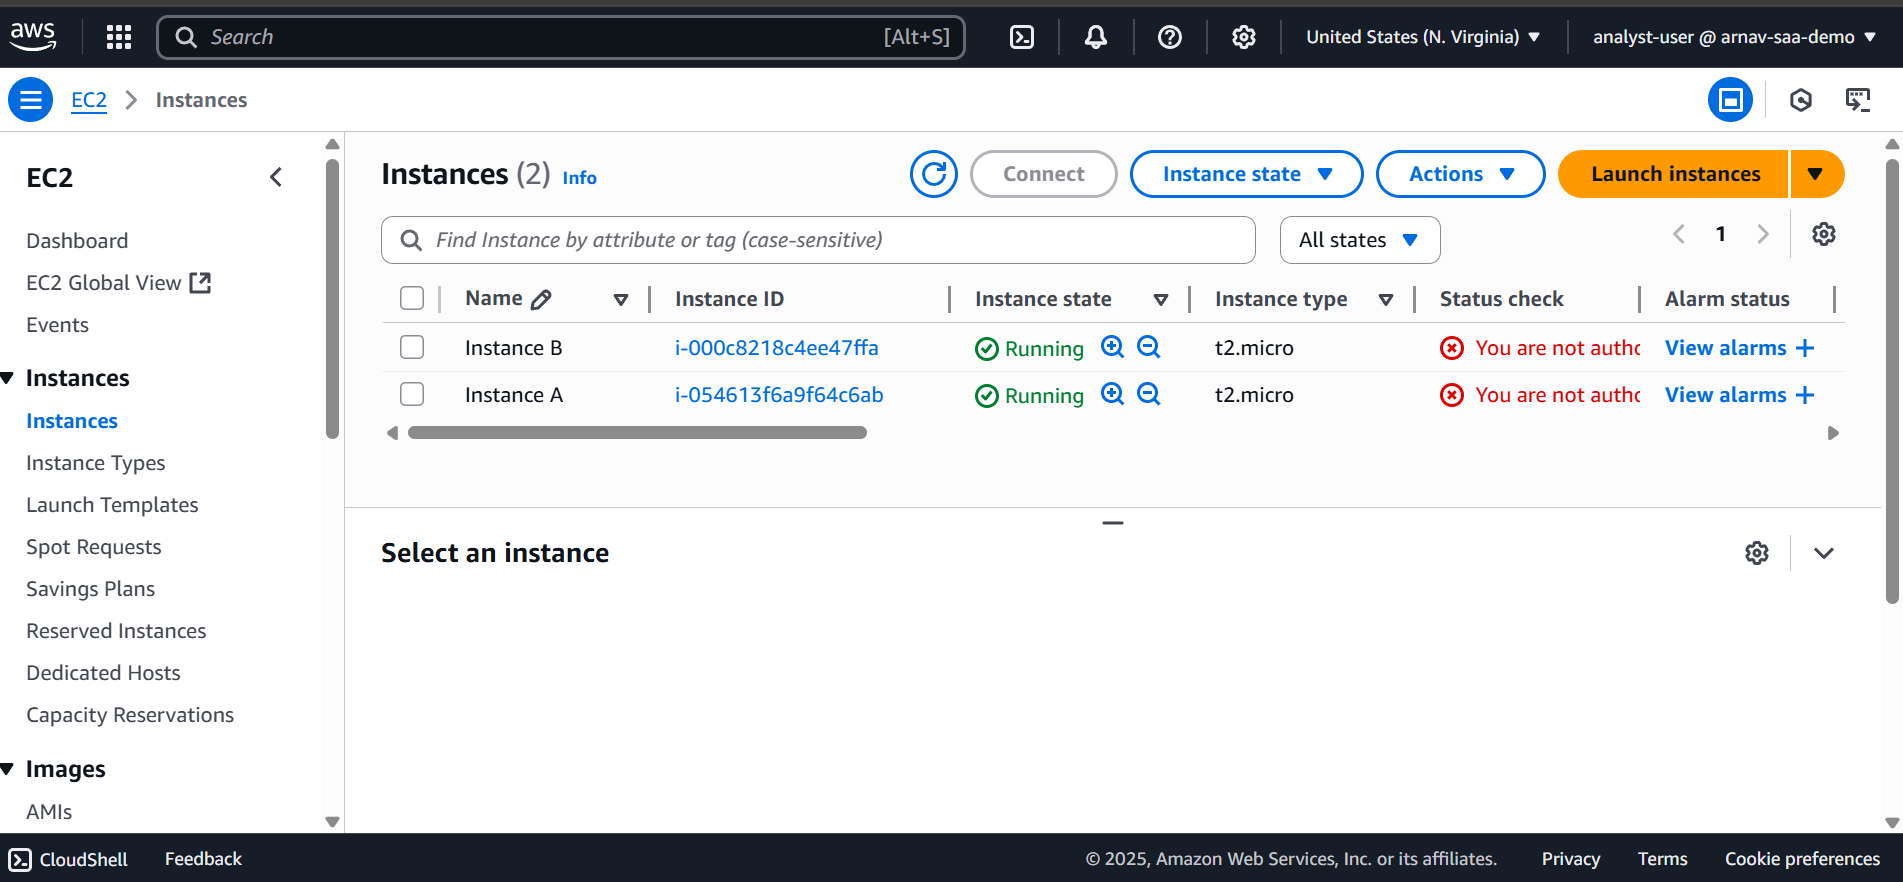 aws Search [Alt+S] United States (N. Virginia) analyst-user @ arnav-saa-demo
EC2 Instances
EC2
Dashboard
EC2 Global View
Events
Instances
Instances
Instance Types
Launch Templates
Spot Requests
Savings Plans
Reserved Instances
Dedicated Hosts
Capacity Reservations
Images
AMIs
Instances (2) Info Connect Instance state Actions Launch instances
Find Instance by attribute or tag (case-sensitive) All states 1
Name Instance ID Instance state Instance type Status check Alarm status
Instance B i-000c8218c4ee47ffa Running t2.micro You are not autho View alarms +
Instance A i-054613f6a9f64c6ab Running t2.micro You are not autho View alarms +
Select an instance
CloudShell Feedback © 2025, Amazon Web Services, Inc. or its affiliates. Privacy Terms Cookie preferences